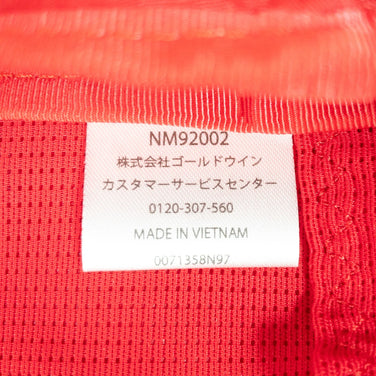 NM92002
株式会社ゴールドウイン
カスタマーサービスセンター
0120-307-560
MADE IN VIETNAM
0071358N97